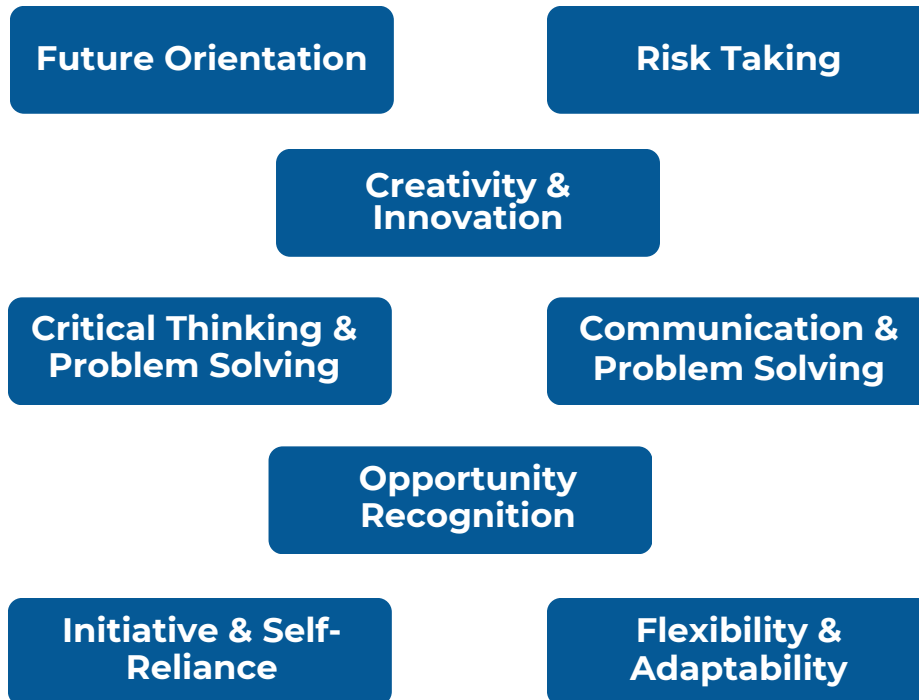 Future Orientation
Risk Taking
Creativity &
Innovation
Critical Thinking &
Problem Solving
Communication &
Problem Solving
Opportunity
Recognition
Initiative & Self-
Reliance
Flexibility &
Adaptability